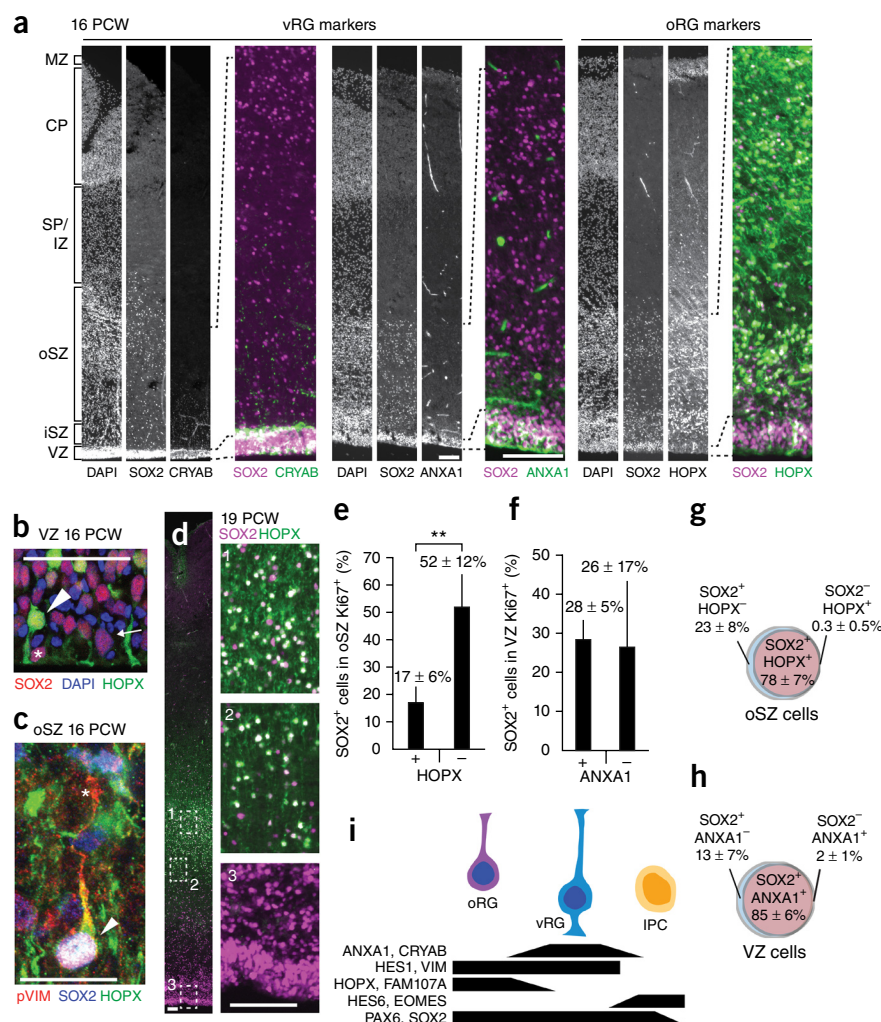 a
16 PCW
vRG markers
oRG markers
MZ
CP
SP/
IZ
oSZ
iSZ
VZ
DAPI SOX2 CRYAB
SOX2 CRYAB
DAPI SOX2 ANXA1
SOX2 ANXA1
DAPI SOX2 HOPX
SOX2 HOPX
b
VZ 16 PCW
*
SOX2 DAPI HOPX
c
oSZ 16 PCW
*
pVIM SOX2 HOPX
d
19 PCW
SOX2 HOPX
1
2
3
1
2
3
e
SOX2⁺ cells in oSZ Ki67⁺ (%)
70
60
50
40
30
20
10
0
**
52 ± 12%
17 ± 6%
+ −
HOPX
f
SOX2⁺ cells in VZ Ki67⁺ (%)
50
40
30
20
10
0
26 ± 17%
28 ± 5%
+ −
ANXA1
g
SOX2⁺
HOPX⁻
23 ± 8%
SOX2⁻
HOPX⁺
0.3 ± 0.5%
SOX2⁺
HOPX⁺
78 ± 7%
oSZ cells
h
SOX2⁺
ANXA1⁻
13 ± 7%
SOX2⁻
ANXA1⁺
2 ± 1%
SOX2⁺
ANXA1⁺
85 ± 6%
VZ cells
i
oRG
vRG
IPC
ANXA1, CRYAB
HES1, VIM
HOPX, FAM107A
HES6, EOMES
PAX6, SOX2